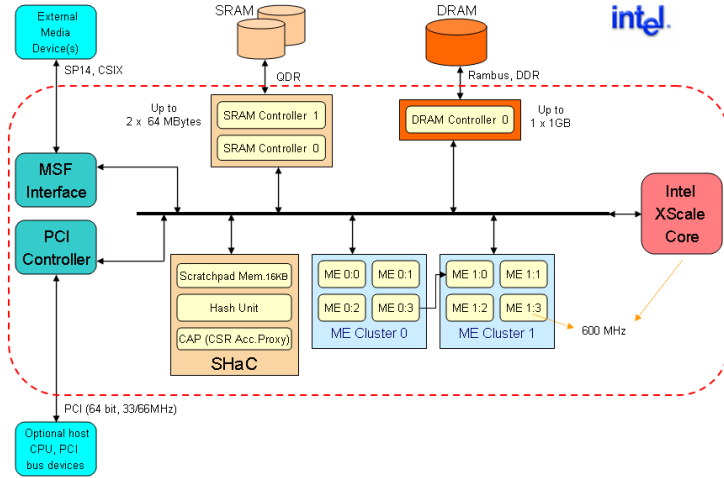 External
Media
Device(s)
SRAM
DRAM
intel.
SP14, CSIX
QDR
Rambus, DDR
Up to
2 x 64 MBytes
SRAM Controller 1
SRAM Controller 0
DRAM Controller 0
Up to
1 x 1GB
MSF
Interface
PCI
Controller
Intel
XScale
Core
Scratchpad Mem.16KB
Hash Unit
CAP (CSR Acc.Proxy)
SHaC
ME 0:0
ME 0:1
ME 0:2
ME 0:3
ME Cluster 0
ME 1:0
ME 1:1
ME 1:2
ME 1:3
ME Cluster 1
600 MHz
PCI (64 bit, 33/66MHz)
Optional host
CPU, PCI
bus devices